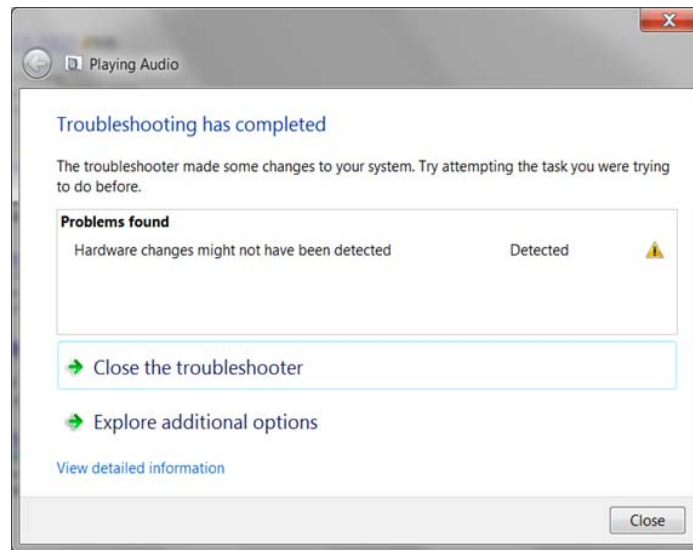 Playing Audio
Troubleshooting has completed
The troubleshooter made some changes to your system. Try attempting the task you were trying
to do before.
Problems found
Hardware changes might not have been detected Detected
Close the troubleshooter
Explore additional options
View detailed information
Close